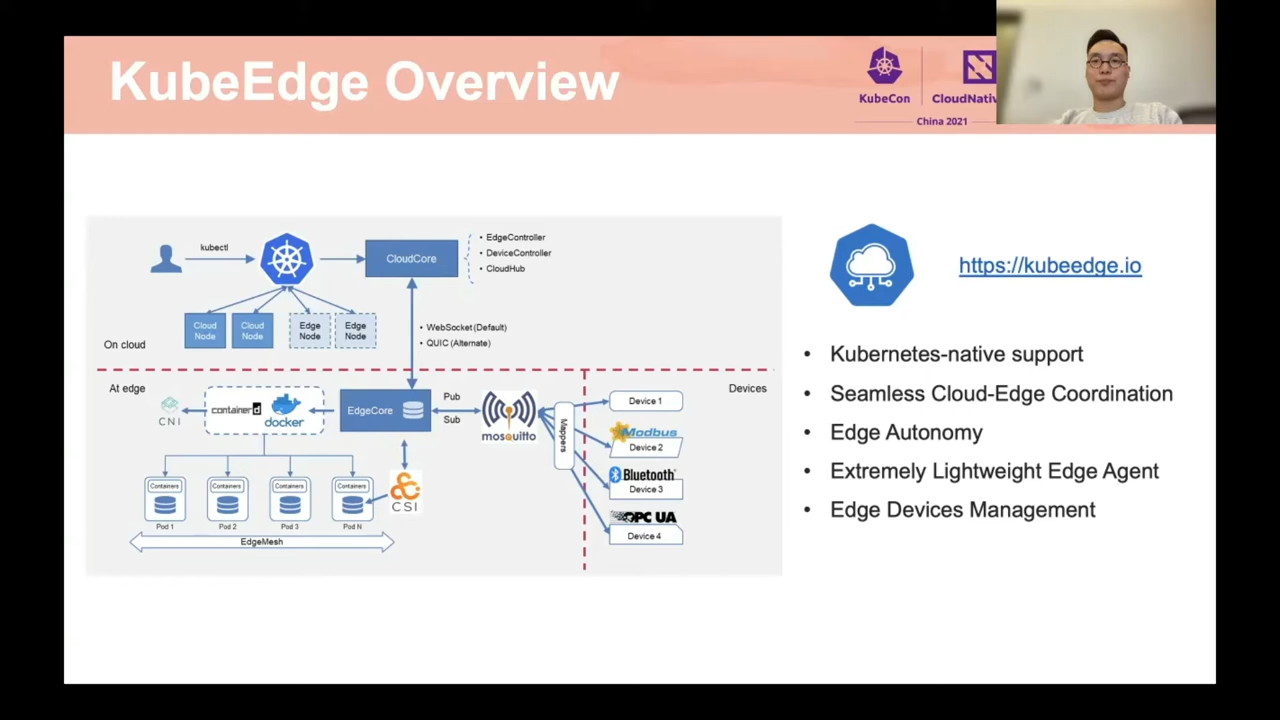 KubeEdge Overview
KubeCon
CloudNativ
China 2021
kubectl
CloudCore
• EdgeController
• DeviceController
• CloudHub
Cloud
Node
Cloud
Node
Edge
Node
Edge
Node
• WebSocket (Default)
• QUIC (Alternate)
On cloud
At edge
Devices
CNI
containerd
docker
EdgeCore
Pub
Sub
mosquitto
Mappers
Device 1
Modbus
Device 2
Bluetooth
Device 3
OPC UA
Device 4
CSI
Containers
Containers
Containers
Containers
Pod 1
Pod 2
Pod 3
Pod N
EdgeMesh
https://kubeedge.io
• Kubernetes-native support
• Seamless Cloud-Edge Coordination
• Edge Autonomy
• Extremely Lightweight Edge Agent
• Edge Devices Management